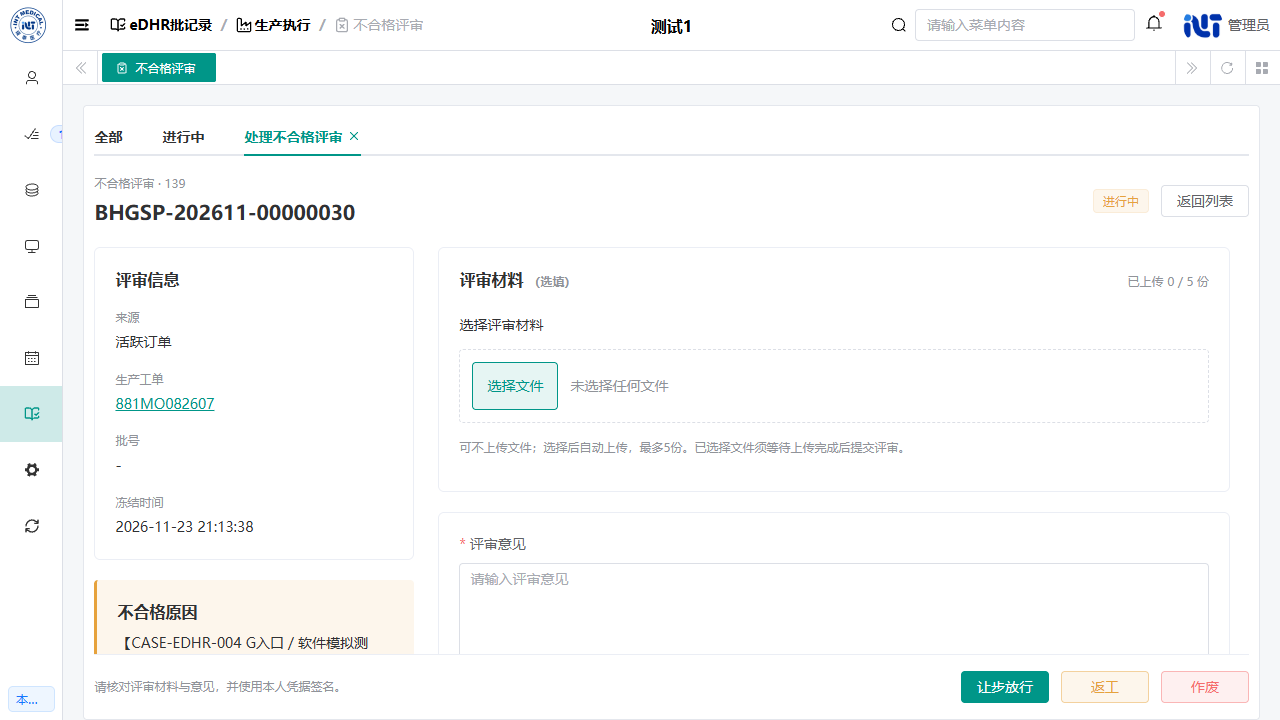 eDHR批记录 / 生产执行 / 不合格评审
测试1
请输入菜单内容
管理员
不合格评审
全部
进行中
处理不合格评审
不合格评审 · 139
BHGSP-202611-00000030
进行中
返回列表
评审信息
来源
活跃订单
生产工单
881MO082607
批号
-
冻结时间
2026-11-23 21:13:38
不合格原因
【CASE-EDHR-004 G入口 / 软件模拟测
评审材料 (选填)
已上传 0 / 5 份
选择评审材料
选择文件
未选择任何文件
可不上传文件；选择后自动上传，最多5份。已选择文件须等待上传完成后提交评审。
* 评审意见
请输入评审意见
本...
请核对评审材料与意见，并使用本人凭据签名。
让步放行
返工
作废